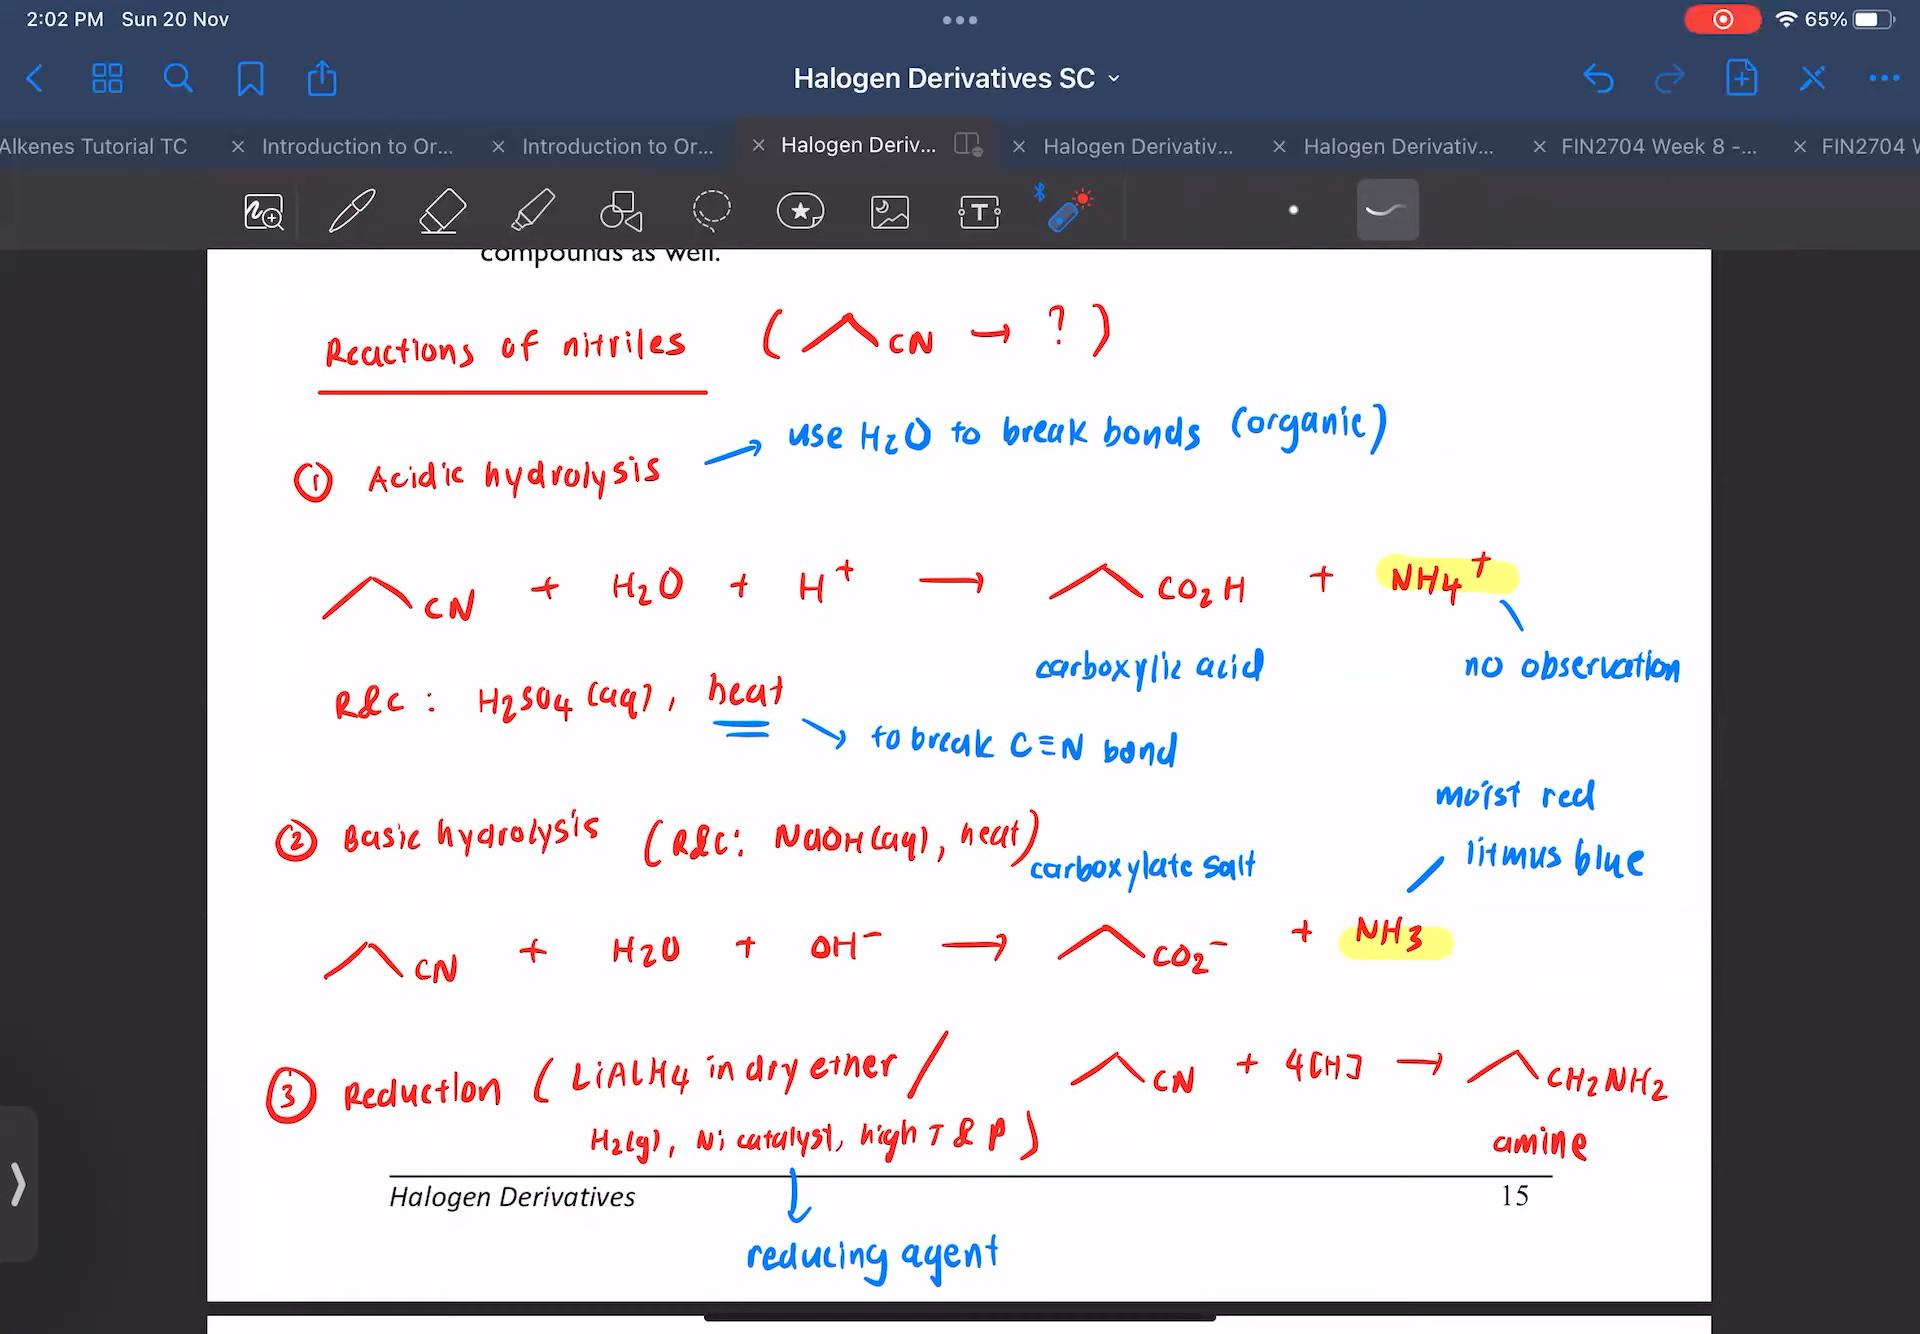 2:02 PM Sun 20 Nov
65%
Halogen Derivatives SC
Alkenes Tutorial TC
Introduction to Or...
Introduction to Or...
Halogen Deriv...
Halogen Derivativ...
Halogen Derivativ...
FIN2704 Week 8 -...
FIN2704 W
compounds as well.
Reactions of nitriles ( CN → ? )
→ use H2O to break bonds (organic)
① Acidic hydrolysis
CN + H2O + H+ → CO2H + NH4+
carboxylic acid
no observation
R&C : H2SO4 (aq), heat
→ to break C≡N bond
moist red
litmus blue
② Basic hydrolysis (R&C: NaOH(aq), heat)
carboxylate salt
CN + H2O + OH− → CO2− + NH3
③ Reduction ( LiAlH4 in dry ether /
H2(g), Ni catalyst, high T & P )
CN + 4[H] → CH2NH2
amine
Halogen Derivatives
15
reducing agent